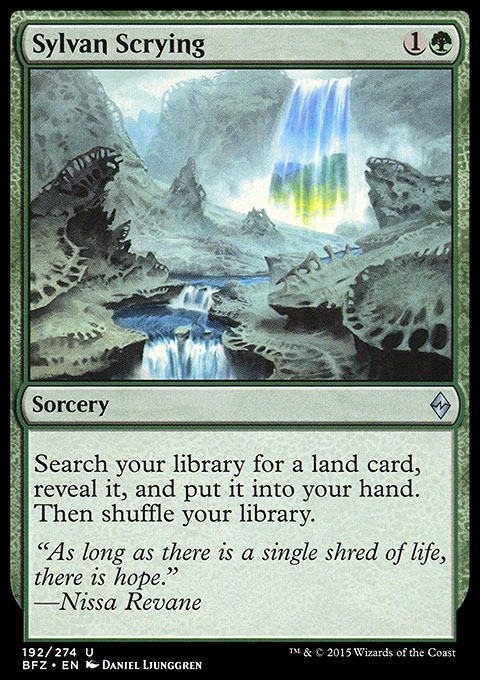 Sylvan Scrying 1
Sorcery
Search your library for a land card,
reveal it, and put it into your hand.
Then shuffle your library.
“As long as there is a single shred of life,
there is hope.”
—Nissa Revane
192/274 U
BFZ • EN Daniel Ljunggren
™ & © 2015 Wizards of the Coast